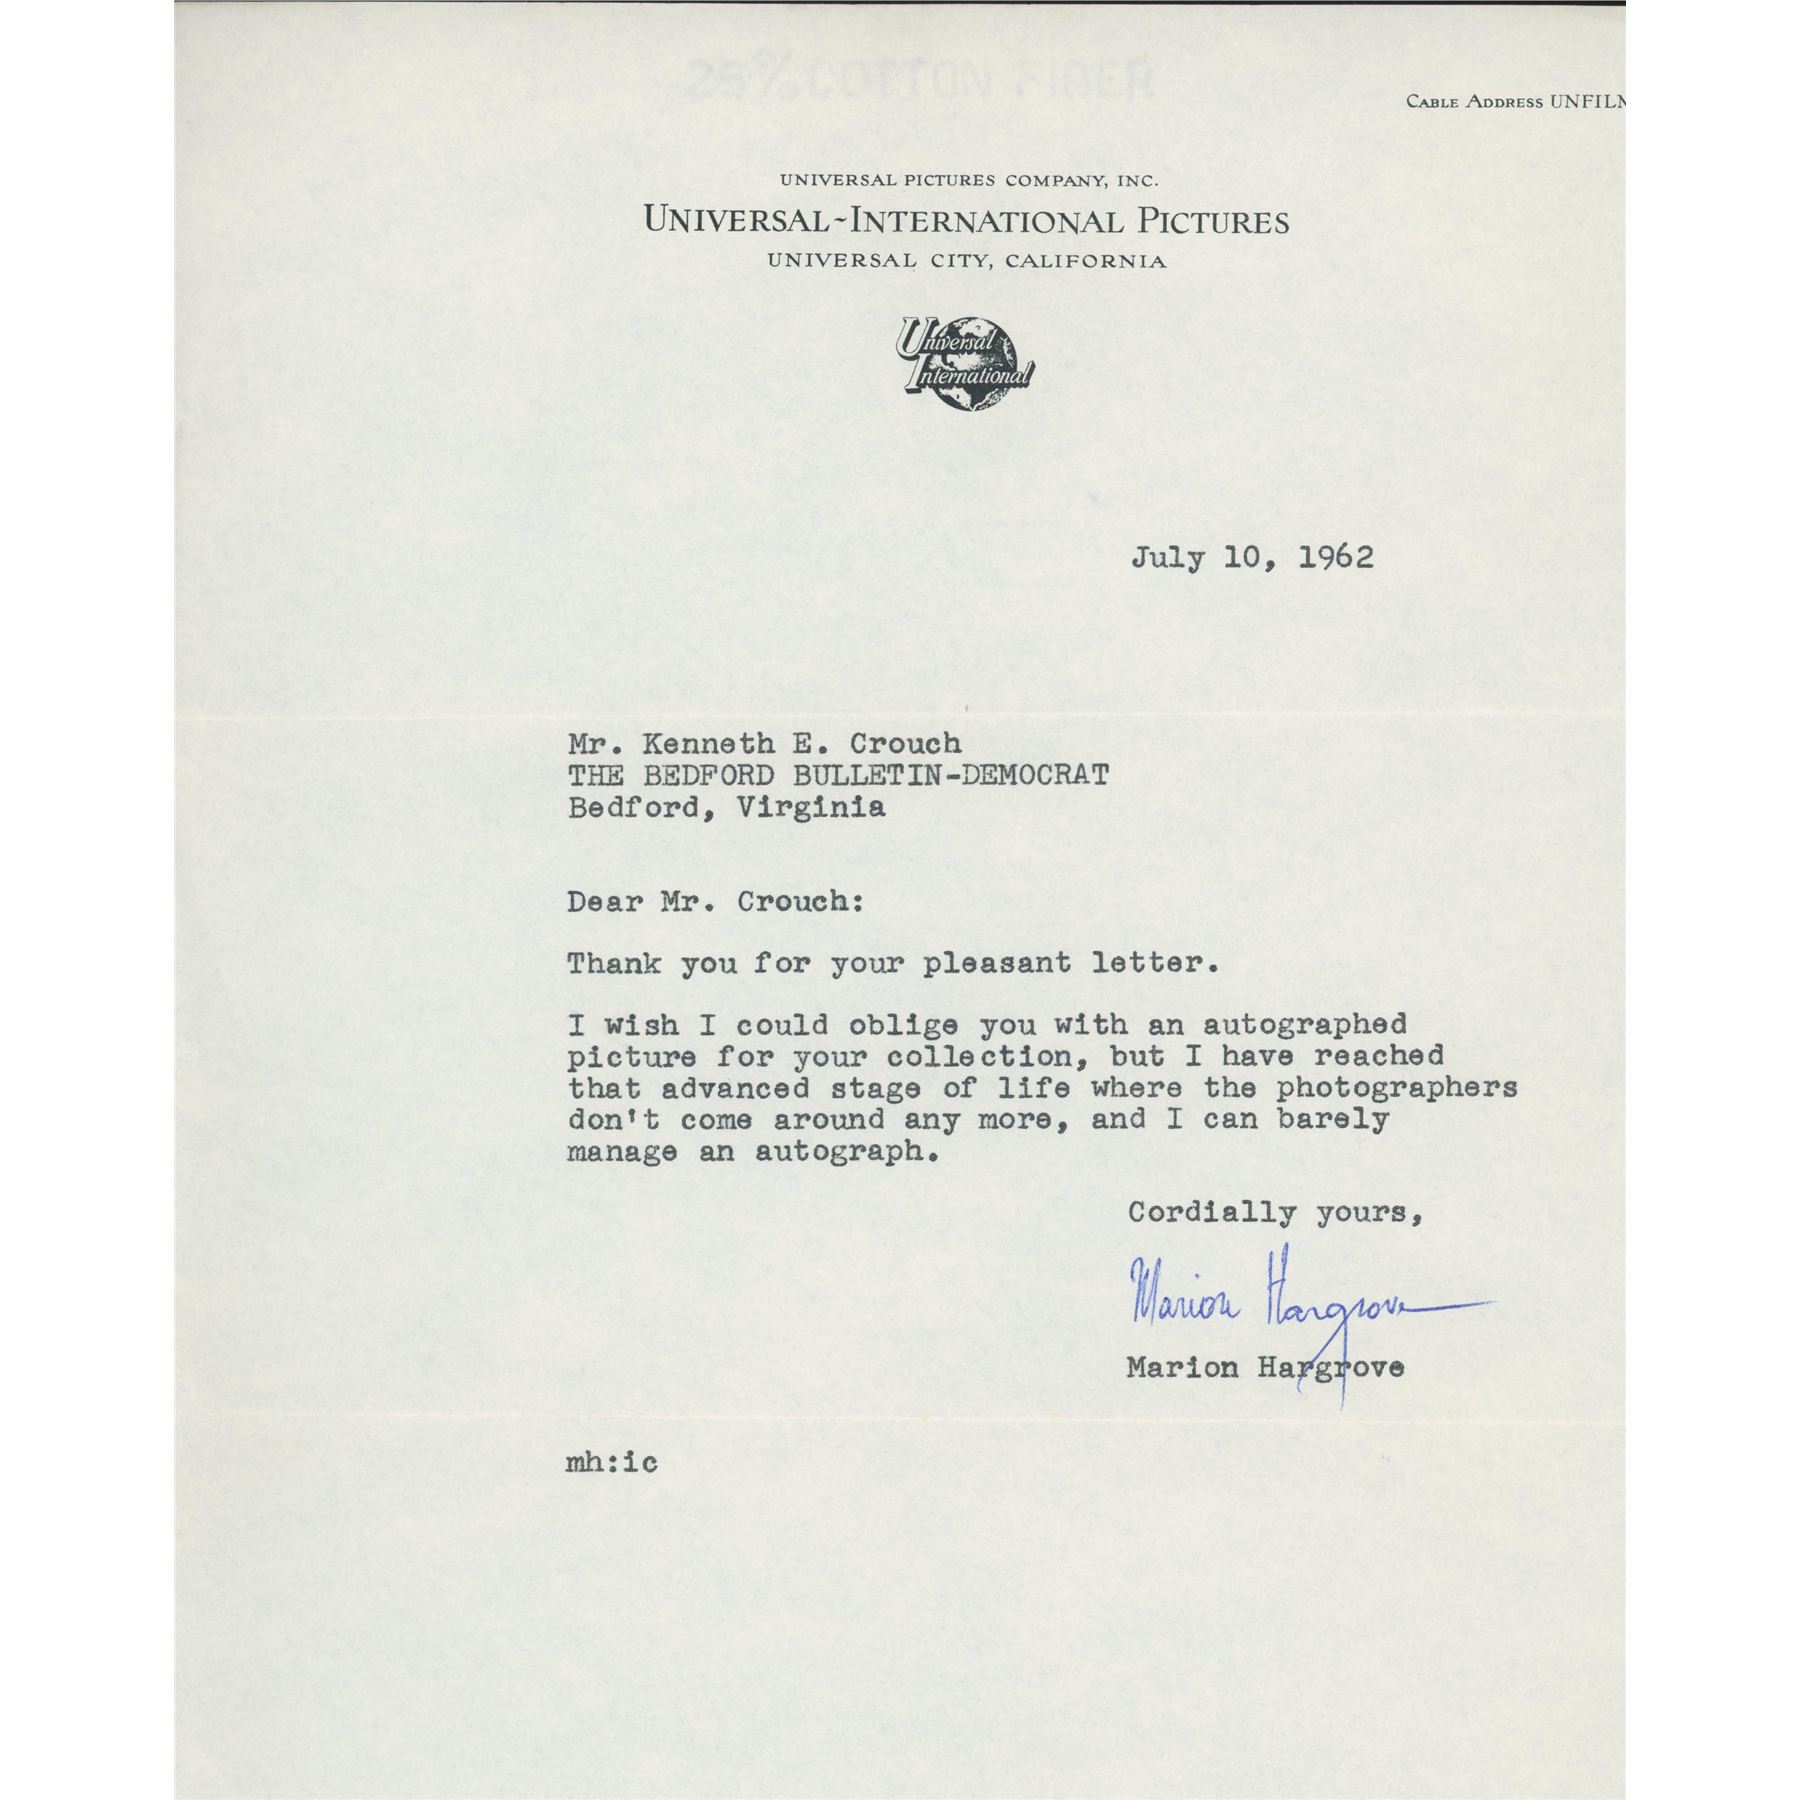 25% COTTON FIBER
CABLE ADDRESS UNFILM
UNIVERSAL PICTURES COMPANY, INC.
UNIVERSAL-INTERNATIONAL PICTURES
UNIVERSAL CITY, CALIFORNIA
Universal
International
July 10, 1962
Mr. Kenneth E. Crouch
THE BEDFORD BULLETIN-DEMOCRAT
Bedford, Virginia
Dear Mr. Crouch:
Thank you for your pleasant letter.
I wish I could oblige you with an autographed
picture for your collection, but I have reached
that advanced stage of life where the photographers
don't come around any more, and I can barely
manage an autograph.
Cordially yours,
Marion Hargrove
Marion Hargrove
mh:ic